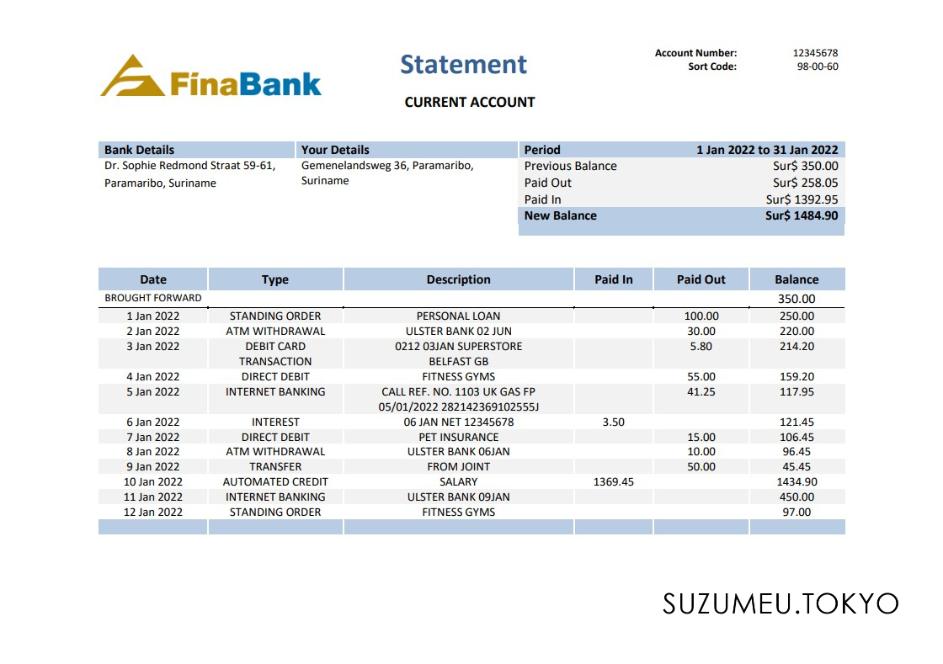 FinaBank
Statement
CURRENT ACCOUNT
Account Number: 12345678
Sort Code: 98-00-60
Bank Details
Dr. Sophie Redmond Straat 59-61,
Paramaribo, Suriname
Your Details
Gemenelandsweg 36, Paramaribo,
Suriname
Period 1 Jan 2022 to 31 Jan 2022
Previous Balance Sur$ 350.00
Paid Out Sur$ 258.05
Paid In Sur$ 1392.95
New Balance Sur$ 1484.90
Date Type Description Paid In Paid Out Balance
BROUGHT FORWARD 350.00
1 Jan 2022 STANDING ORDER PERSONAL LOAN 100.00 250.00
2 Jan 2022 ATM WITHDRAWAL ULSTER BANK 02 JUN 30.00 220.00
3 Jan 2022 DEBIT CARD 0212 03JAN SUPERSTORE 5.80 214.20
TRANSACTION BELFAST GB
4 Jan 2022 DIRECT DEBIT FITNESS GYMS 55.00 159.20
5 Jan 2022 INTERNET BANKING CALL REF. NO. 1103 UK GAS FP 41.25 117.95
05/01/2022 282142369102555J
6 Jan 2022 INTEREST 06 JAN NET 12345678 3.50 121.45
7 Jan 2022 DIRECT DEBIT PET INSURANCE 15.00 106.45
8 Jan 2022 ATM WITHDRAWAL ULSTER BANK 06JAN 10.00 96.45
9 Jan 2022 TRANSFER FROM JOINT 50.00 45.45
10 Jan 2022 AUTOMATED CREDIT SALARY 1369.45 1434.90
11 Jan 2022 INTERNET BANKING ULSTER BANK 09JAN 450.00
12 Jan 2022 STANDING ORDER FITNESS GYMS 97.00
SUZUMEU.TOKYO